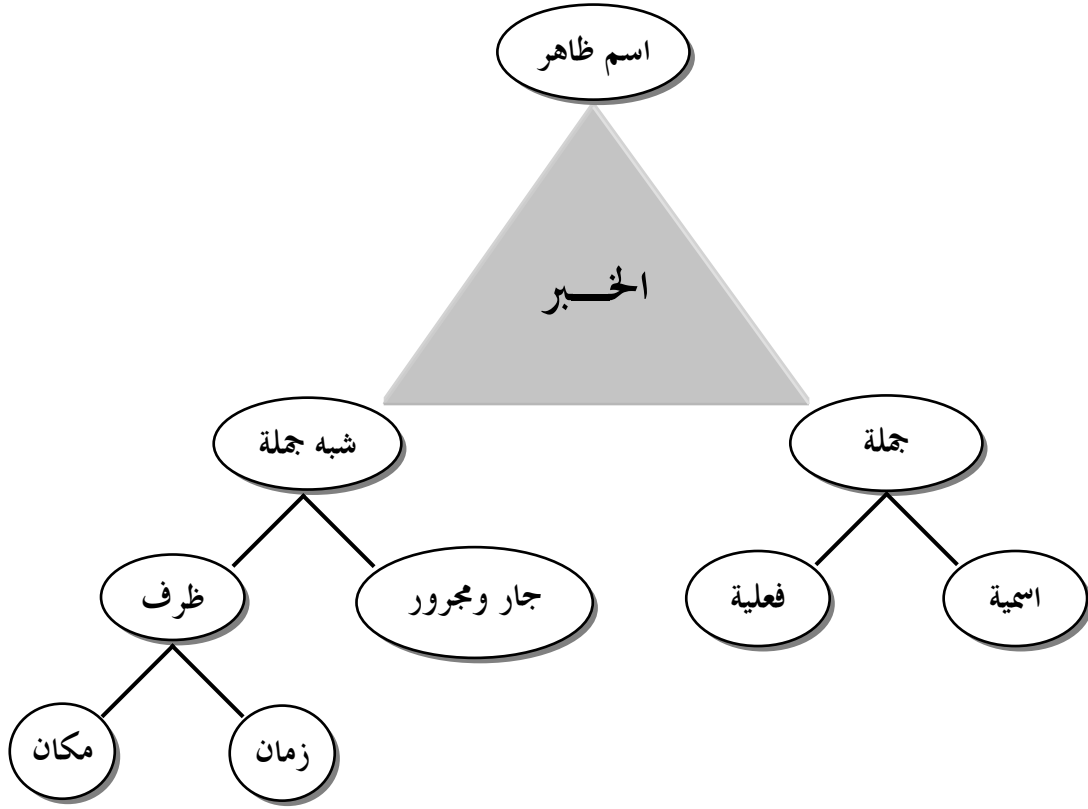 اسم ظاهر
الخــبر
جملة
شبه جملة
اسمية
فعلية
جار ومجرور
ظرف
زمان
مكان